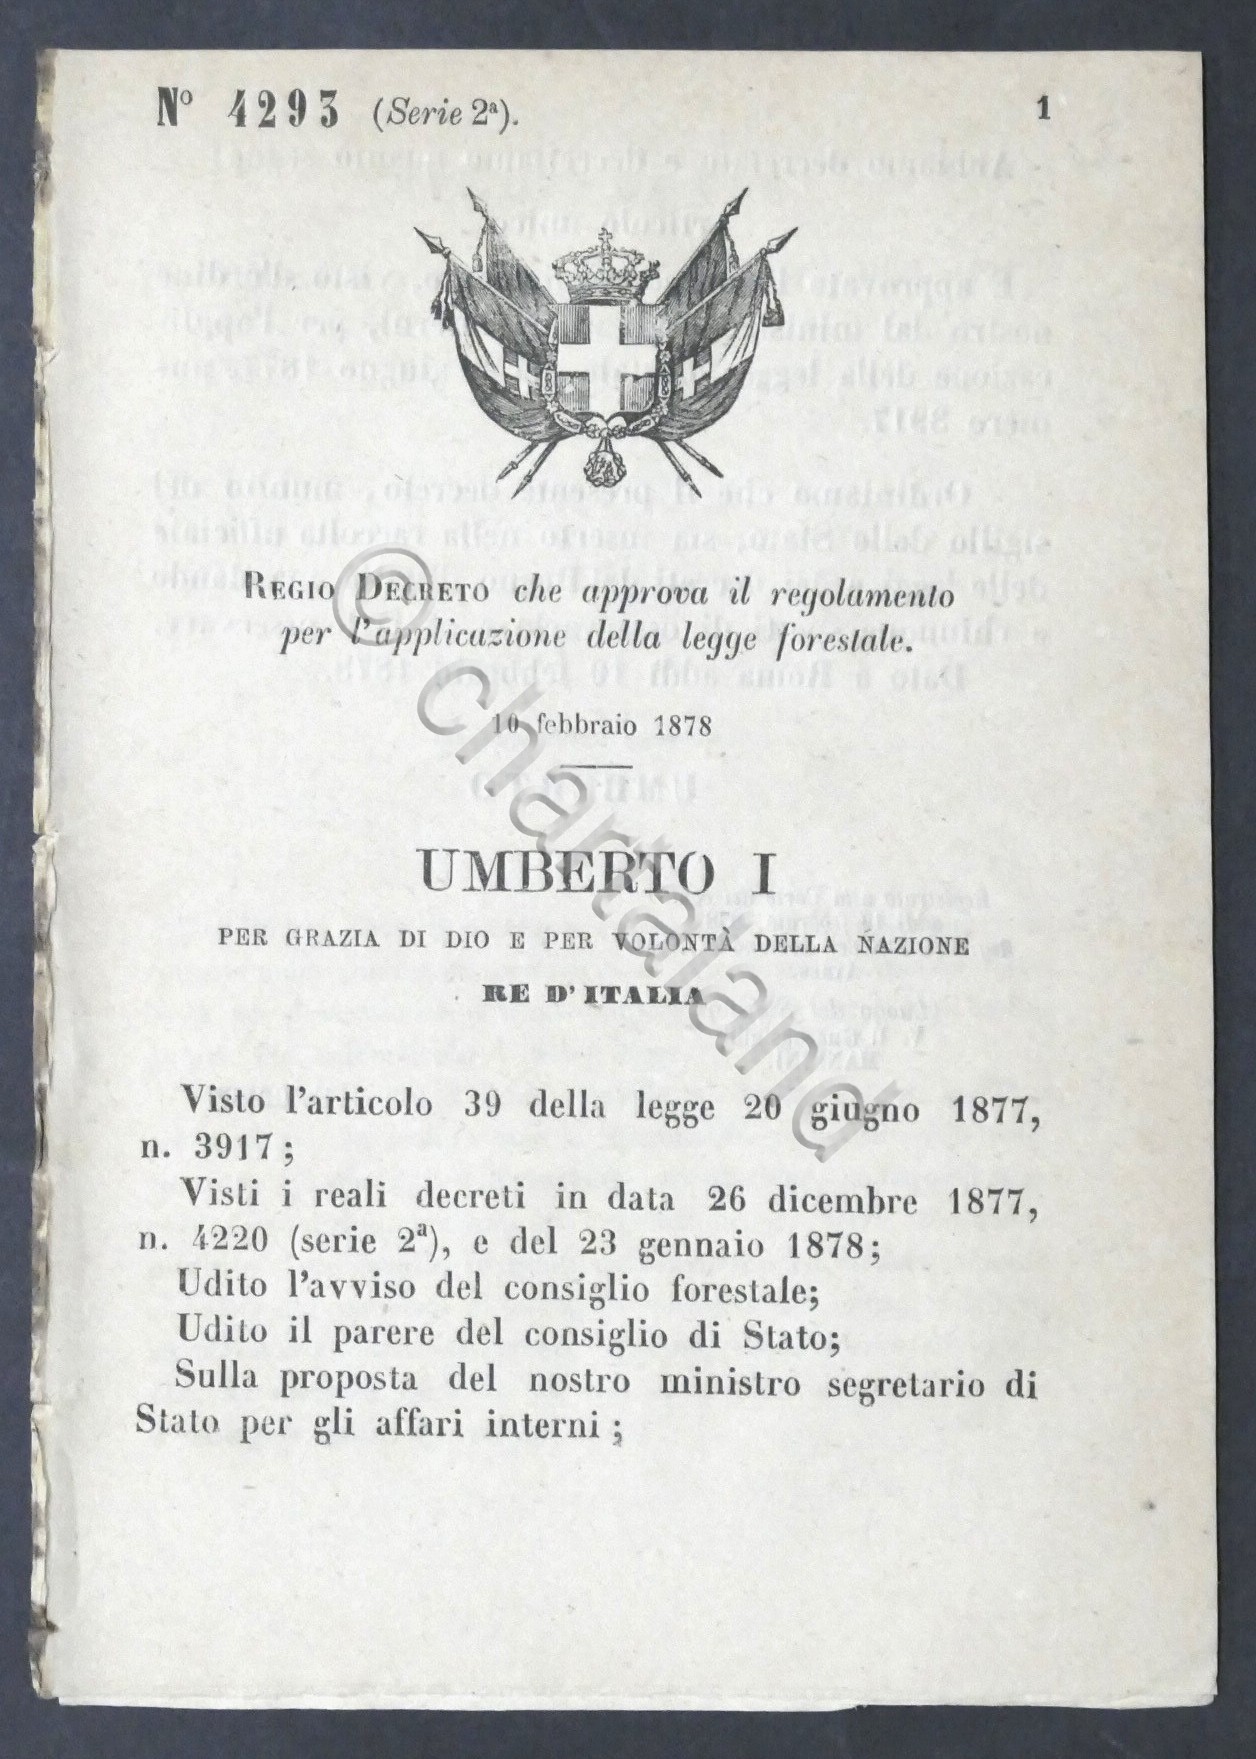 Nº 4293 (Serie 2ª). 1
REGIO DECRETO che approva il regolamento
per l'applicazione della legge forestale.
10 febbraio 1878
UMBERTO I
PER GRAZIA DI DIO E PER VOLONTÀ DELLA NAZIONE
RE D'ITALIA
Visto l'articolo 39 della legge 20 giugno 1877,
n. 3917;
Visti i reali decreti in data 26 dicembre 1877,
n. 4220 (serie 2ª), e del 23 gennaio 1878;
Udito l'avviso del consiglio forestale;
Udito il parere del consiglio di Stato;
Sulla proposta del nostro ministro segretario di
Stato per gli affari interni;
© chartaland